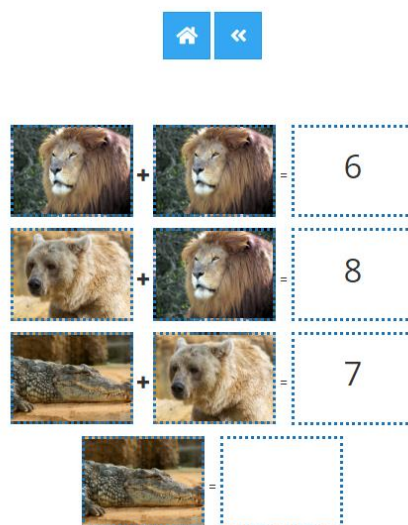 + = 6
+ = 8
+ = 7
=